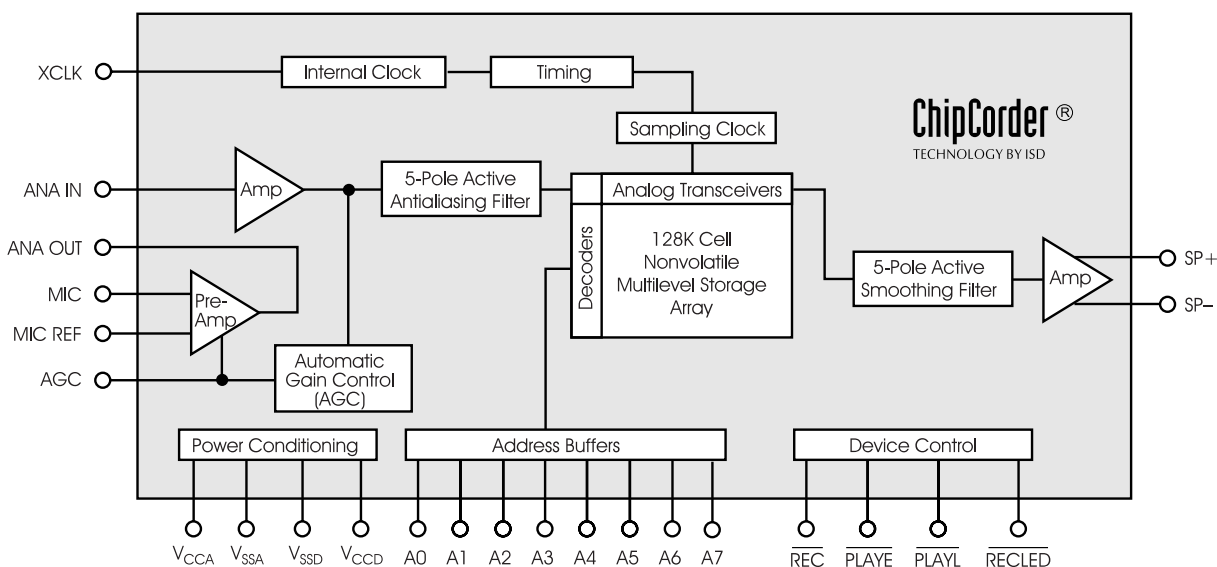 XCLK
Internal Clock
Timing
Sampling Clock
ChipCorder ®
TECHNOLOGY BY ISD
ANA IN
Amp
5-Pole Active
Antialiasing Filter
Analog Transceivers
Decoders
128K Cell
Nonvolatile
Multilevel Storage
Array
5-Pole Active
Smoothing Filter
Amp
SP+
SP–
ANA OUT
MIC
MIC REF
AGC
Pre-
Amp
Automatic
Gain Control
(AGC)
Power Conditioning
Address Buffers
Device Control
VCCA VSSA VSSD VCCD A0 A1 A2 A3 A4 A5 A6 A7 REC PLAYE PLAYL RECLED